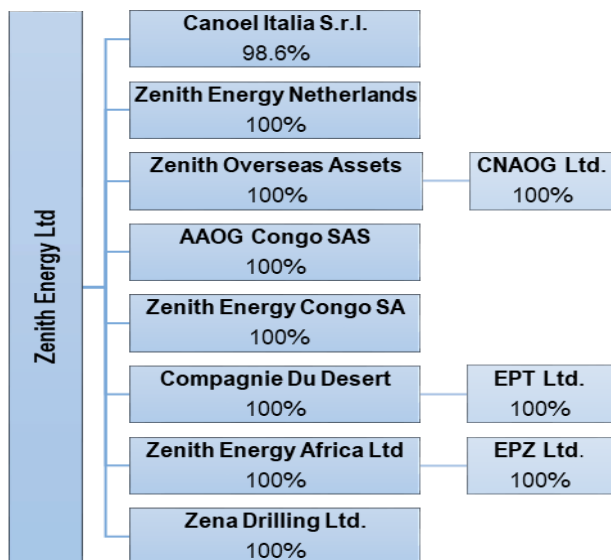 Zenith Energy Ltd
Canoel Italia S.r.l.
98.6%
Zenith Energy Netherlands
100%
Zenith Overseas Assets
100%
CNAOG Ltd.
100%
AAOG Congo SAS
100%
Zenith Energy Congo SA
100%
Compagnie Du Desert
100%
EPT Ltd.
100%
Zenith Energy Africa Ltd
100%
EPZ Ltd.
100%
Zena Drilling Ltd.
100%